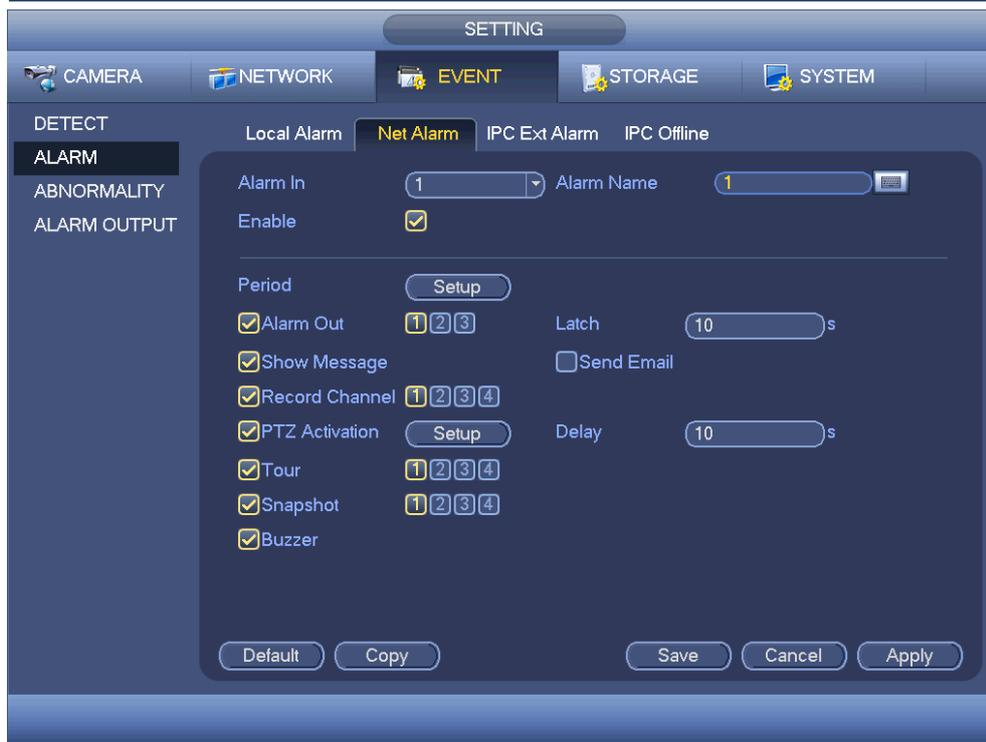 SETTING
CAMERA NETWORK EVENT STORAGE SYSTEM
DETECT
ALARM
ABNORMALITY
ALARM OUTPUT
Local Alarm Net Alarm IPC Ext Alarm IPC Offline
Alarm In 1 Alarm Name 1
Enable
Period Setup
Alarm Out 1 2 3 Latch 10 s
Show Message Send Email
Record Channel 1 2 3 4
PTZ Activation Setup Delay 10 s
Tour 1 2 3 4
Snapshot 1 2 3 4
Buzzer
Default Copy Save Cancel Apply